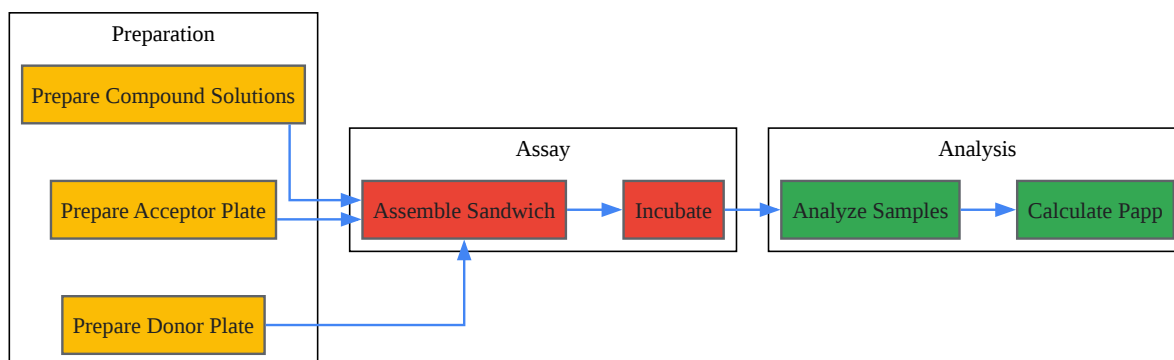 Preparation
Prepare Compound Solutions
Prepare Acceptor Plate
Prepare Donor Plate
Assay
Assemble Sandwich
Incubate
Analysis
Analyze Samples
Calculate Papp